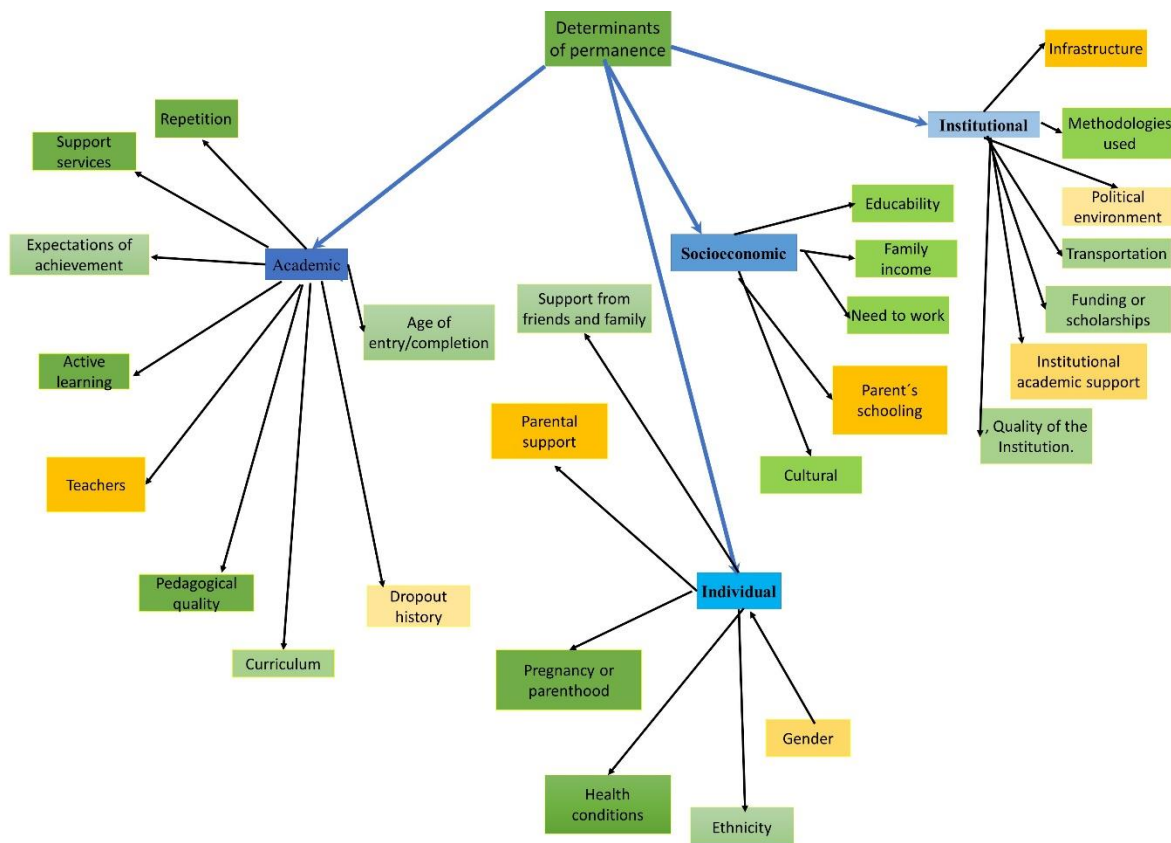 Determinants
of permanence
Infrastructure
Institutional
Methodologies
used
Political
environment
Transportation
Funding or
scholarships
Institutional
academic support
, Quality of the
Institution.
Repetition
Support
services
Expectations of
achievement
Academic
Age of
entry/completion
Active
learning
Teachers
Pedagogical
quality
Curriculum
Dropout
history
Educability
Socioeconomic
Family
income
Need to work
Parent´s
schooling
Cultural
Support from
friends and family
Parental
support
Individual
Pregnancy or
parenthood
Gender
Health
conditions
Ethnicity